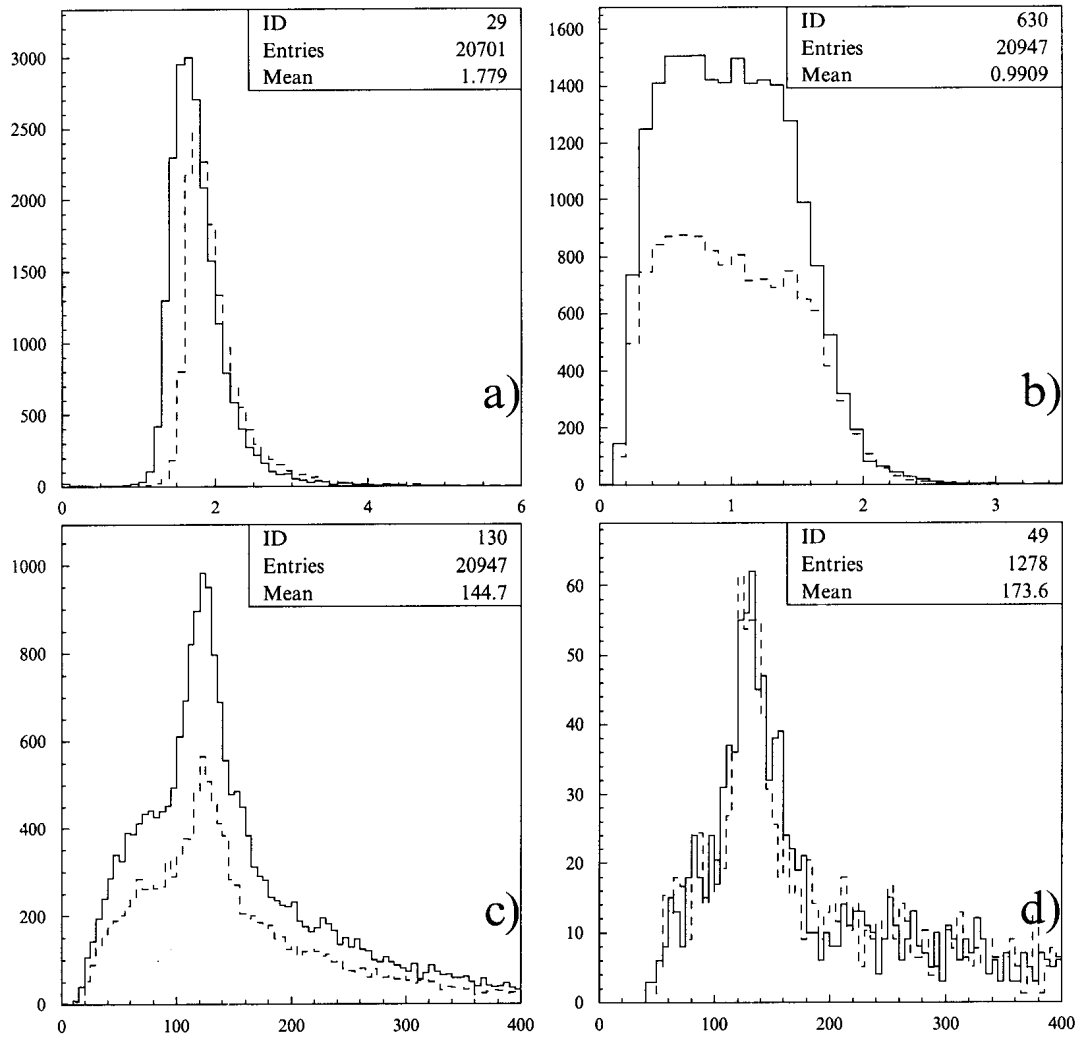 ID 29
Entries 20701
Mean 1.779
3000
2500
2000
1500
1000
500
0
0 2 4 6
a)
ID 630
Entries 20947
Mean 0.9909
1600
1400
1200
1000
800
600
400
200
0
0 1 2 3
b)
ID 130
Entries 20947
Mean 144.7
1000
800
600
400
200
0
0 100 200 300 400
c)
ID 49
Entries 1278
Mean 173.6
60
50
40
30
20
10
0
0 100 200 300 400
d)